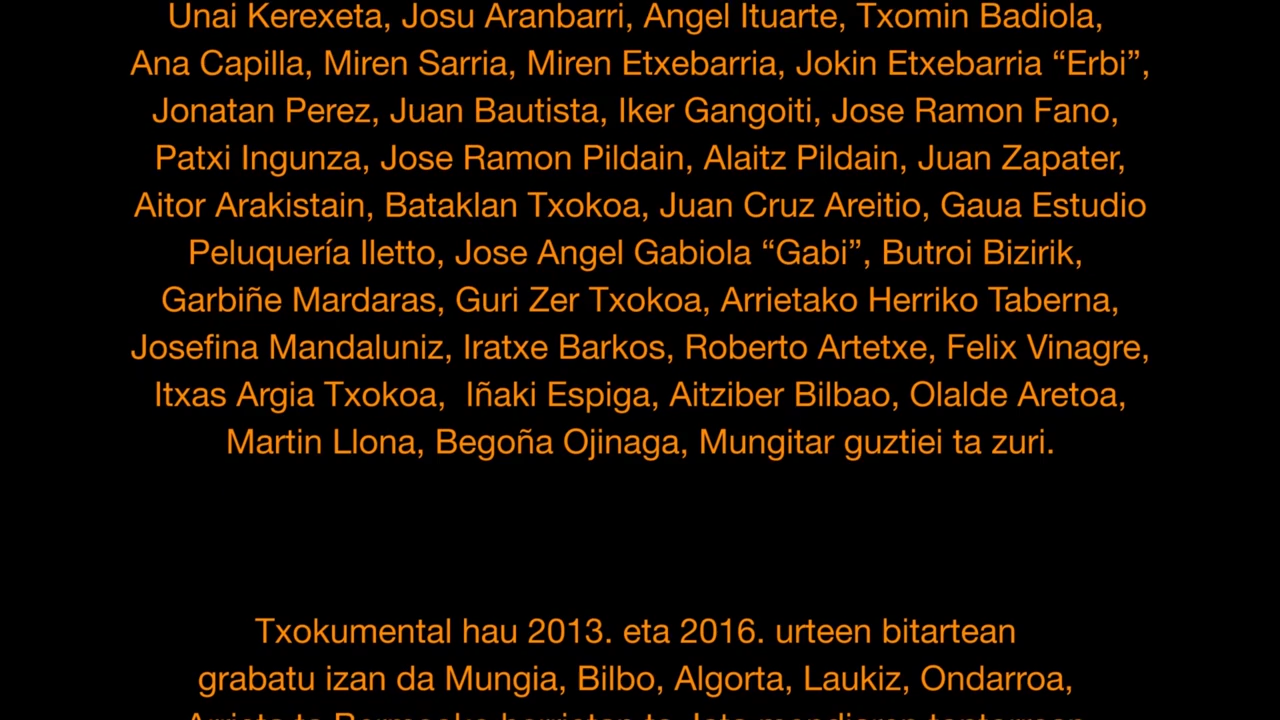 Unai Kerexeta, Josu Aranbarri, Angel Ituarte, Txomin Badiola,
Ana Capilla, Miren Sarria, Miren Etxebarria, Jokin Etxebarria “Erbi”,
Jonatan Perez, Juan Bautista, Iker Gangoiti, Jose Ramon Fano,
Patxi Ingunza, Jose Ramon Pildain, Alaitz Pildain, Juan Zapater,
Aitor Arakistain, Bataklan Txokoa, Juan Cruz Areitio, Gaua Estudio
Peluquería Iletto, Jose Angel Gabiola “Gabi”, Butroi Bizirik,
Garbiñe Mardaras, Guri Zer Txokoa, Arrietako Herriko Taberna,
Josefina Mandaluniz, Iratxe Barkos, Roberto Artetxe, Felix Vinagre,
Itxas Argia Txokoa, Iñaki Espiga, Aitziber Bilbao, Olalde Aretoa,
Martin Llona, Begoña Ojinaga, Mungitar guztiei ta zuri.
Txokumental hau 2013. eta 2016. urteen bitartean
grabatu izan da Mungia, Bilbo, Algorta, Laukiz, Ondarroa,